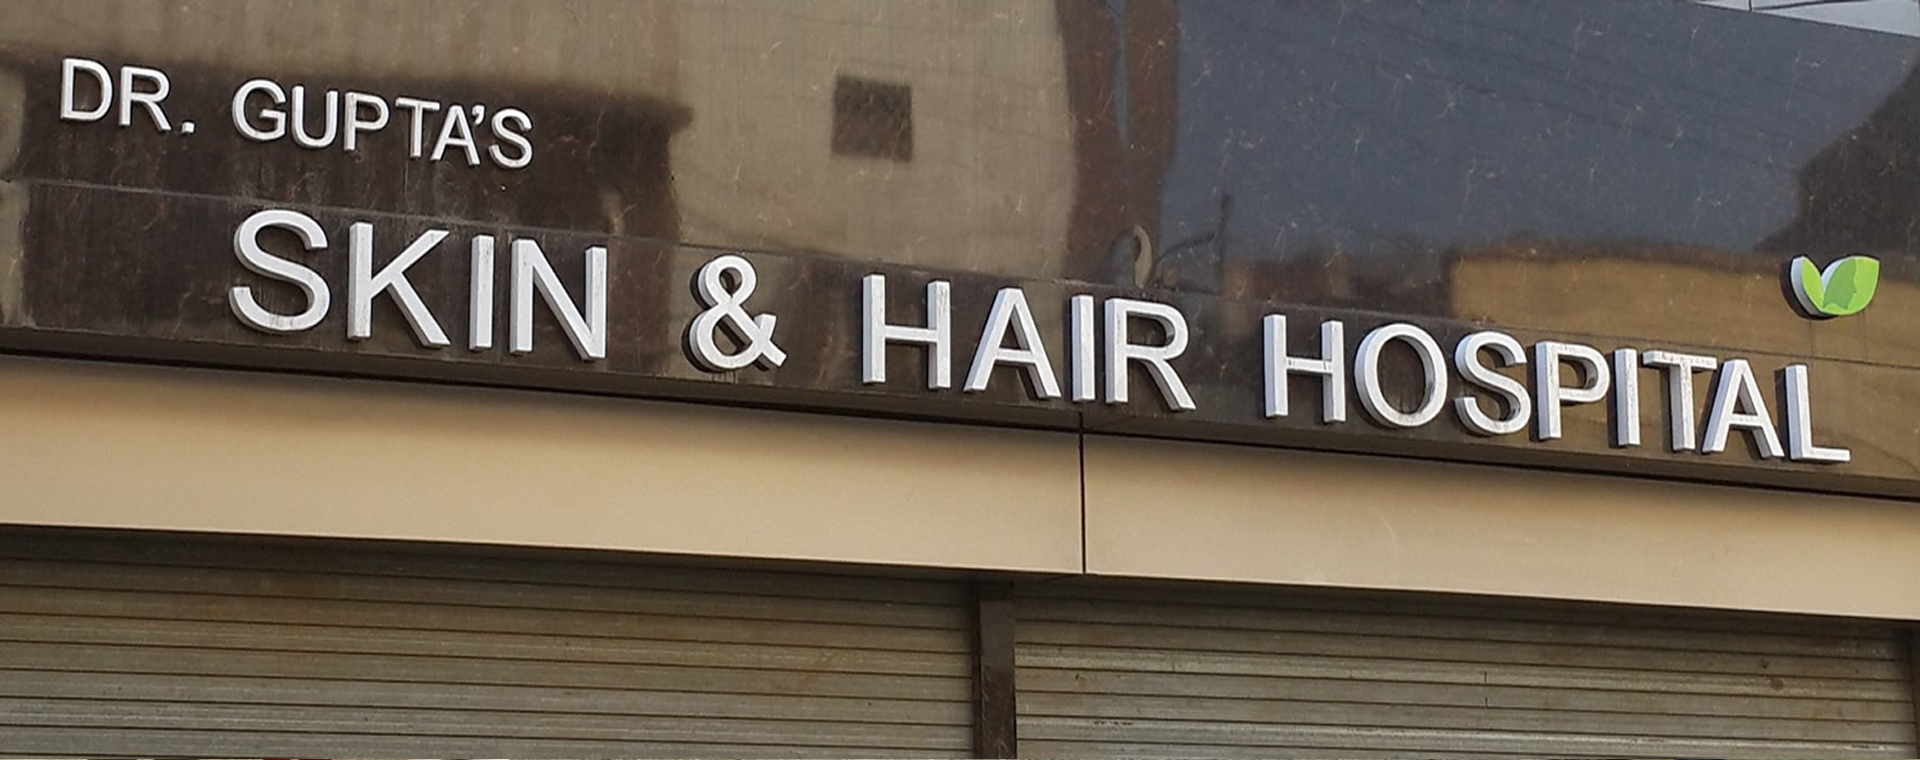 DR. GUPTA'S
SKIN & HAIR HOSPITAL